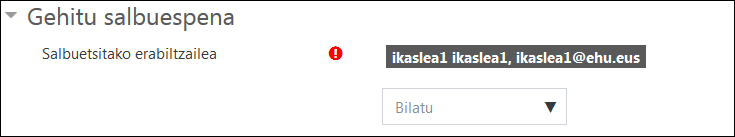 Gehitu salbuespena
Salbuetsitako erabiltzailea
ikaslea1 ikaslea1, ikaslea1@ehu.eus
Bilatu